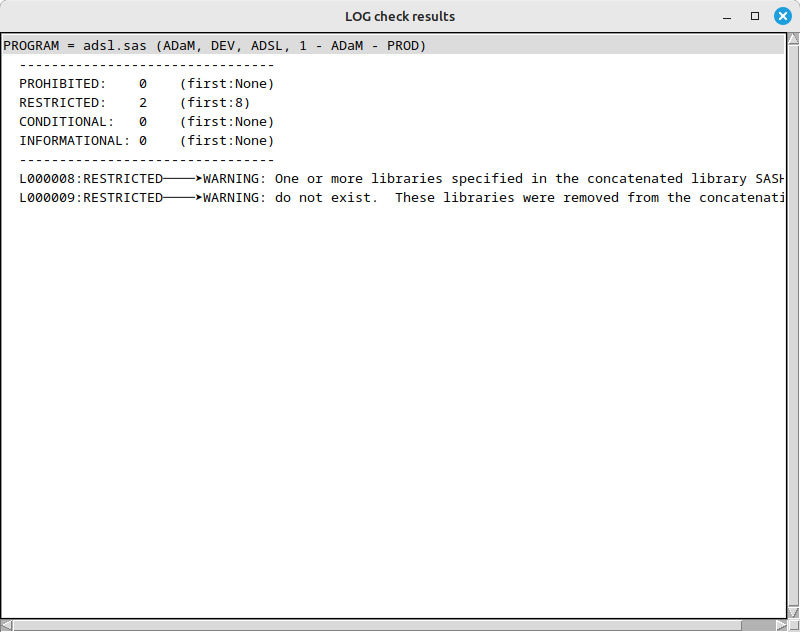 LOG check results
PROGRAM = adsl.sas (ADaM, DEV, ADSL, 1 - ADaM - PROD)
--------------------------------
PROHIBITED:    0    (first:None)
RESTRICTED:    2    (first:8)
CONDITIONAL:   0    (first:None)
INFORMATIONAL: 0    (first:None)
--------------------------------
L000008:RESTRICTED────➤WARNING: One or more libraries specified in the concatenated library SASH
L000009:RESTRICTED────➤WARNING: do not exist.  These libraries were removed from the concatenati